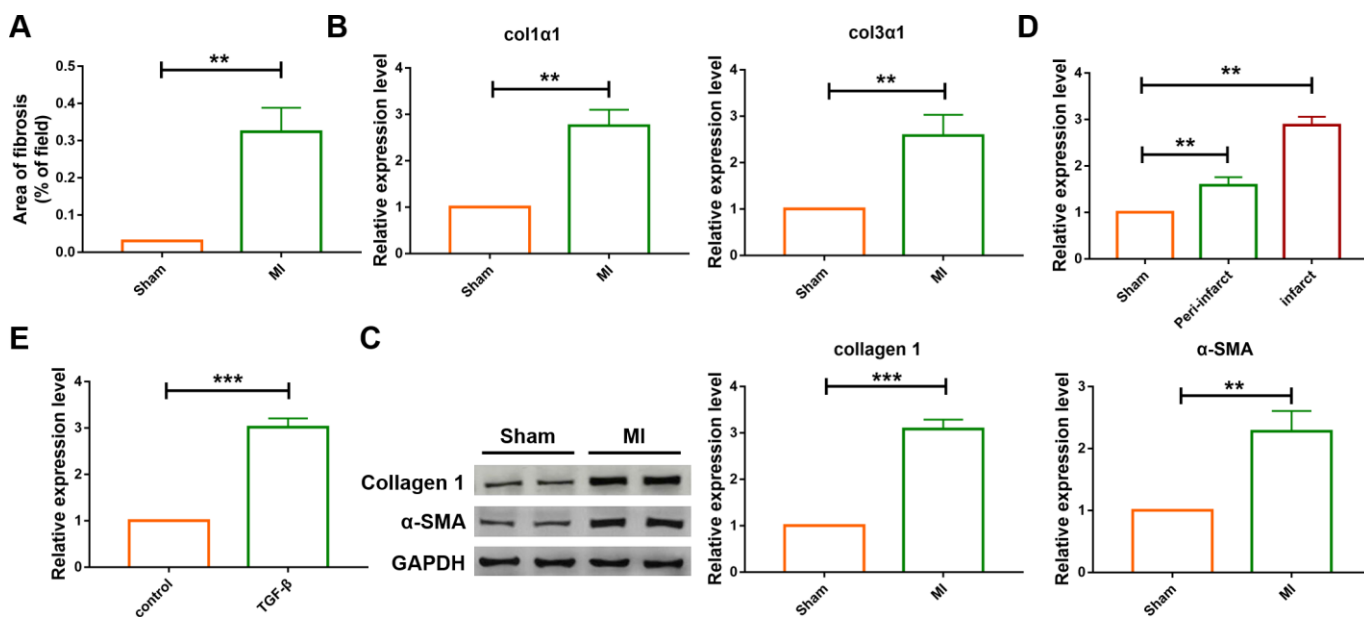 A
Area of fibrosis
(% of field)
0.5
0.4
0.3
0.2
0.1
0.0
**
Sham
MI
B
col1α1
Relative expression level
4
3
2
1
0
**
Sham
MI
col3α1
Relative expression level
4
3
2
1
0
**
Sham
MI
D
Relative expression level
4
3
2
1
0
**
**
Sham
Peri-infarct
infarct
E
Relative expression level
4
3
2
1
0
***
control
TGF-β
C
Sham MI
Collagen 1
α-SMA
GAPDH
collagen 1
Relative expression level
4
3
2
1
0
***
Sham
MI
α-SMA
Relative expression level
3
2
1
0
**
Sham
MI